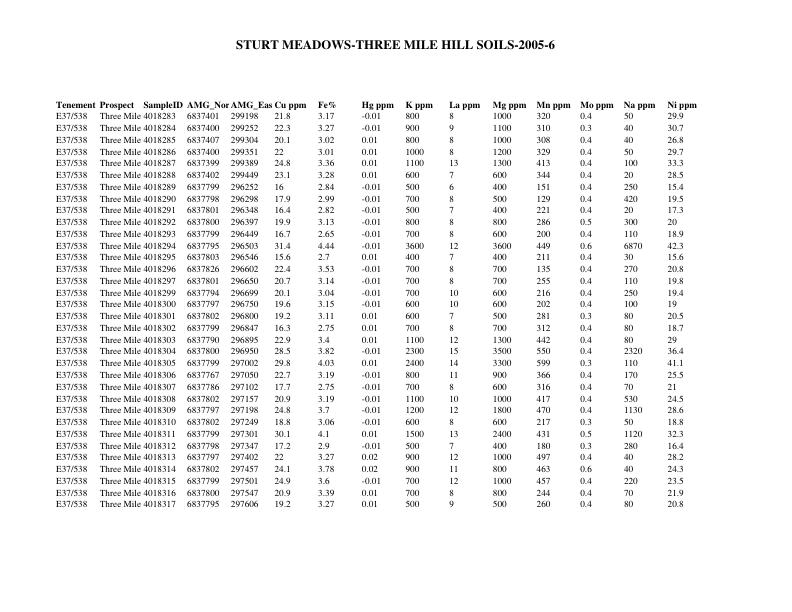 STURT MEADOWS-THREE MILE HILL SOILS-2005-6
Tenement Prospect SampleID AMG_Nor AMG_Eas Cu ppm Fe% Hg ppm K ppm La ppm Mg ppm Mn ppm Mo ppm Na ppm Ni ppm
E37/538 Three Mile 4018283 6837401 299198 21.8 3.17 -0.01 800 8 1000 320 0.4 50 29.9
E37/538 Three Mile 4018284 6837400 299252 22.3 3.27 -0.01 900 9 1100 310 0.3 40 30.7
E37/538 Three Mile 4018285 6837407 299304 20.1 3.02 0.01 800 8 1000 308 0.4 40 26.8
E37/538 Three Mile 4018286 6837400 299351 22 3.01 0.01 1000 8 1200 329 0.4 50 29.7
E37/538 Three Mile 4018287 6837399 299389 24.8 3.36 0.01 1100 13 1300 413 0.4 100 33.3
E37/538 Three Mile 4018288 6837402 299449 23.1 3.28 0.01 600 7 600 344 0.4 20 28.5
E37/538 Three Mile 4018289 6837799 296252 16 2.84 -0.01 500 6 400 151 0.4 250 15.4
E37/538 Three Mile 4018290 6837798 296298 17.9 2.99 -0.01 700 8 500 129 0.4 420 19.5
E37/538 Three Mile 4018291 6837801 296348 16.4 2.82 -0.01 500 7 400 221 0.4 20 17.3
E37/538 Three Mile 4018292 6837800 296397 19.9 3.13 -0.01 800 8 800 286 0.5 300 20
E37/538 Three Mile 4018293 6837799 296449 16.7 2.65 -0.01 700 8 600 200 0.4 110 18.9
E37/538 Three Mile 4018294 6837795 296503 31.4 4.44 -0.01 3600 12 3600 449 0.6 6870 42.3
E37/538 Three Mile 4018295 6837803 296546 15.6 2.7 0.01 400 7 400 211 0.4 30 15.6
E37/538 Three Mile 4018296 6837826 296602 22.4 3.53 -0.01 700 8 700 135 0.4 270 20.8
E37/538 Three Mile 4018297 6837801 296650 20.7 3.14 -0.01 700 8 700 255 0.4 110 19.8
E37/538 Three Mile 4018299 6837794 296699 20.1 3.04 -0.01 700 10 600 216 0.4 250 19.4
E37/538 Three Mile 4018300 6837797 296750 19.6 3.15 -0.01 600 10 600 202 0.4 100 19
E37/538 Three Mile 4018301 6837802 296800 19.2 3.11 0.01 600 7 500 281 0.3 80 20.5
E37/538 Three Mile 4018302 6837799 296847 16.3 2.75 0.01 700 8 700 312 0.4 80 18.7
E37/538 Three Mile 4018303 6837790 296895 22.9 3.4 0.01 1100 12 1300 442 0.4 80 29
E37/538 Three Mile 4018304 6837800 296950 28.5 3.82 -0.01 2300 15 3500 550 0.4 2320 36.4
E37/538 Three Mile 4018305 6837799 297002 29.8 4.03 0.01 2400 14 3300 599 0.3 110 41.1
E37/538 Three Mile 4018306 6837767 297050 22.7 3.19 -0.01 800 11 900 366 0.4 170 25.5
E37/538 Three Mile 4018307 6837786 297102 17.7 2.75 -0.01 700 8 600 316 0.4 70 21
E37/538 Three Mile 4018308 6837802 297157 20.9 3.19 -0.01 1100 10 1000 417 0.4 530 24.5
E37/538 Three Mile 4018309 6837797 297198 24.8 3.7 -0.01 1200 12 1800 470 0.4 1130 28.6
E37/538 Three Mile 4018310 6837802 297249 18.8 3.06 -0.01 600 8 600 217 0.3 50 18.8
E37/538 Three Mile 4018311 6837799 297301 30.1 4.1 0.01 1500 13 2400 431 0.5 1120 32.3
E37/538 Three Mile 4018312 6837798 297347 17.2 2.9 -0.01 500 7 400 180 0.3 280 16.4
E37/538 Three Mile 4018313 6837797 297402 22 3.27 0.02 900 12 1000 497 0.4 40 28.2
E37/538 Three Mile 4018314 6837802 297457 24.1 3.78 0.02 900 11 800 463 0.6 40 24.3
E37/538 Three Mile 4018315 6837799 297501 24.9 3.6 -0.01 700 12 1000 457 0.4 220 23.5
E37/538 Three Mile 4018316 6837800 297547 20.9 3.39 0.01 700 8 800 244 0.4 70 21.9
E37/538 Three Mile 4018317 6837795 297606 19.2 3.27 0.01 500 9 500 260 0.4 80 20.8